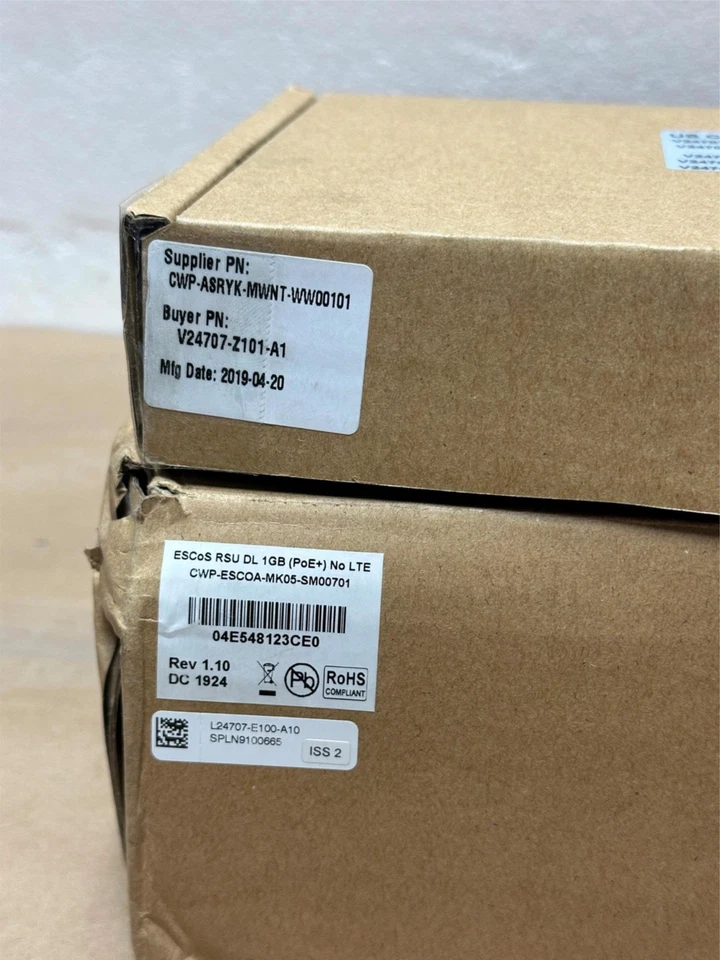 US
Supplier PN:
CWP-ASRYK-MWNT-WW00101
Buyer PN:
V24707-Z101-A1
Mfg Date: 2019-04-20
ESCoS RSU DL 1GB (PoE+) No LTE
CWP-ESCOA-MK05-SM00701
04E548123CE0
Rev 1.10
DC 1924
Pb
RoHS
COMPLIANT
L24707-E100-A10
SPLN9100665
ISS 2